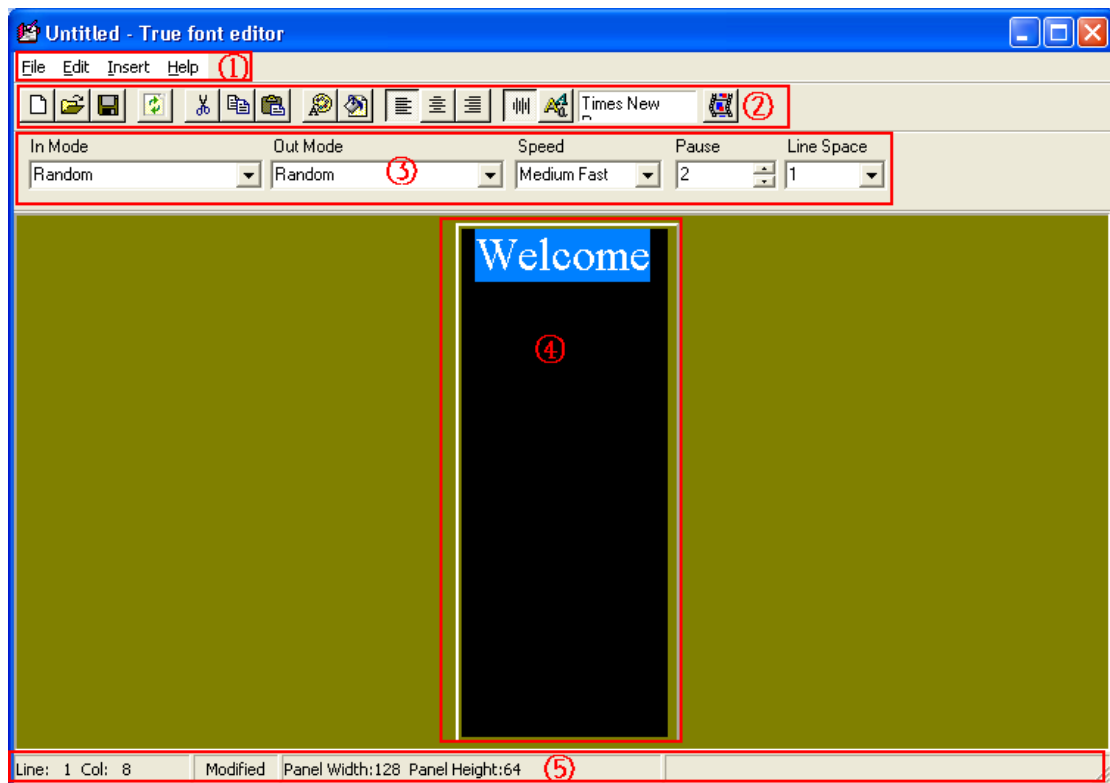 Untitled - True font editor
File Edit Insert Help ①
Times New ②
In Mode Out Mode Speed Pause Line Space
Random Random ③ Medium Fast 2 1
Welcome
④
Line: 1 Col: 8 Modified Panel Width:128 Panel Height:64 ⑤